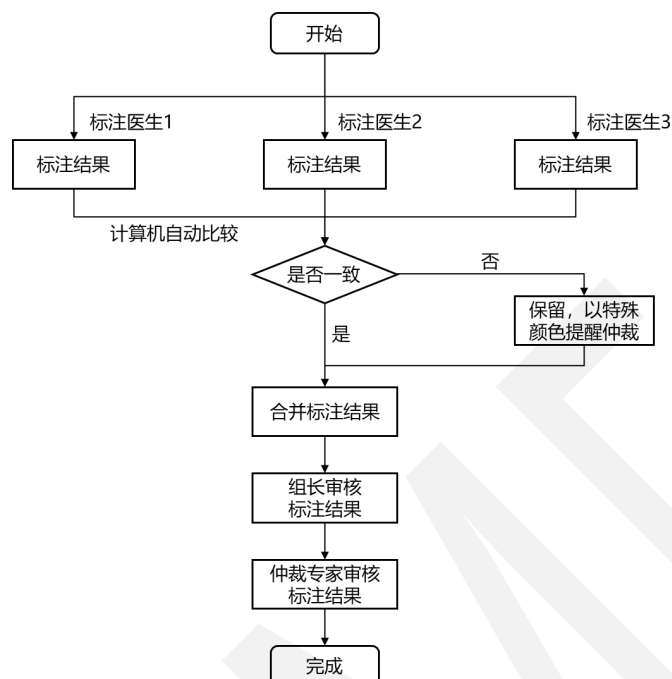 开始
标注医生1
标注医生2
标注医生3
标注结果
标注结果
标注结果
计算机自动比较
是否一致
否
保留，以特殊
颜色提醒仲裁
是
合并标注结果
组长审核
标注结果
仲裁专家审核
标注结果
完成